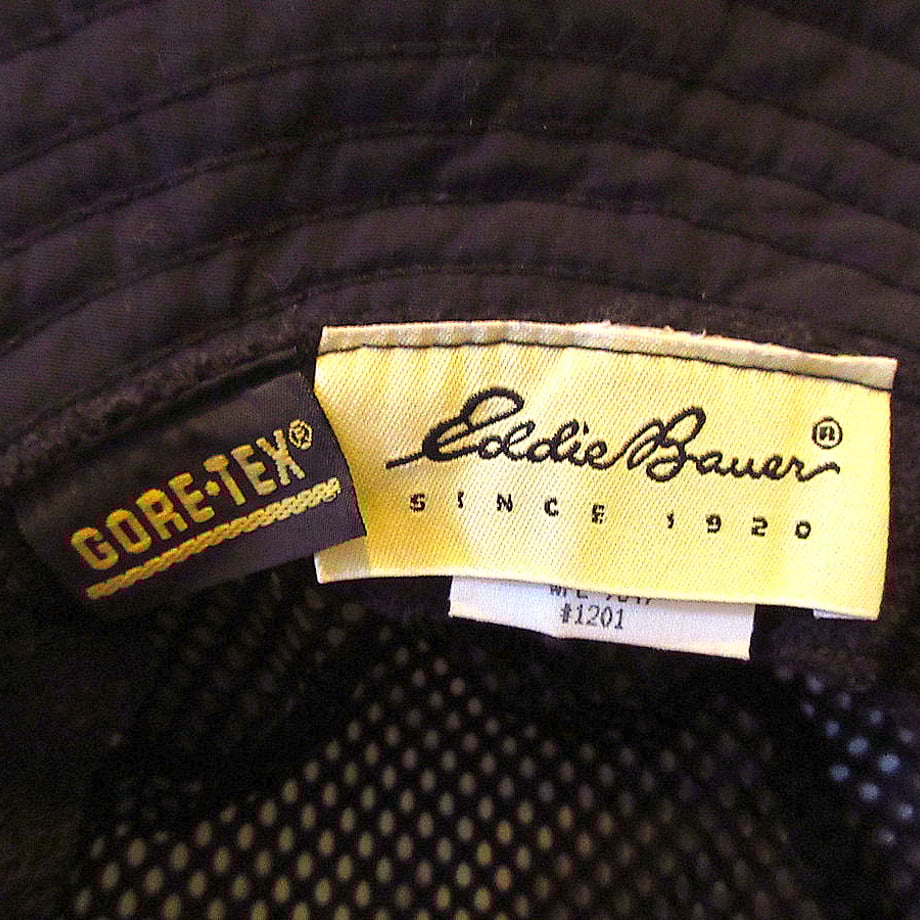 GORE-TEX®
Eddie Bauer®
SINCE 1920
#1201